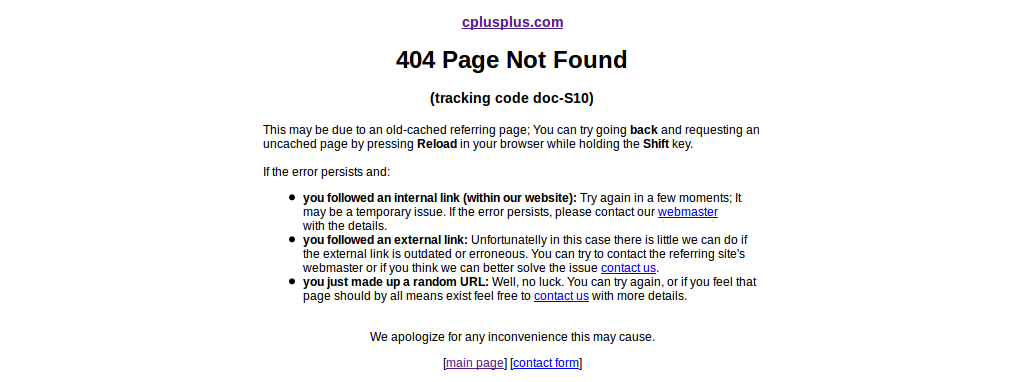 cplusplus.com
404 Page Not Found
(tracking code doc-S10)
This may be due to an old-cached referring page; You can try going back and requesting an
uncached page by pressing Reload in your browser while holding the Shift key.
If the error persists and:
● you followed an internal link (within our website): Try again in a few moments; It
may be a temporary issue. If the error persists, please contact our webmaster
with the details.
● you followed an external link: Unfortunatelly in this case there is little we can do if
the external link is outdated or erroneous. You can try to contact the referring site's
webmaster or if you think we can better solve the issue contact us.
● you just made up a random URL: Well, no luck. You can try again, or if you feel that
page should by all means exist feel free to contact us with more details.
We apologize for any inconvenience this may cause.
[main page] [contact form]